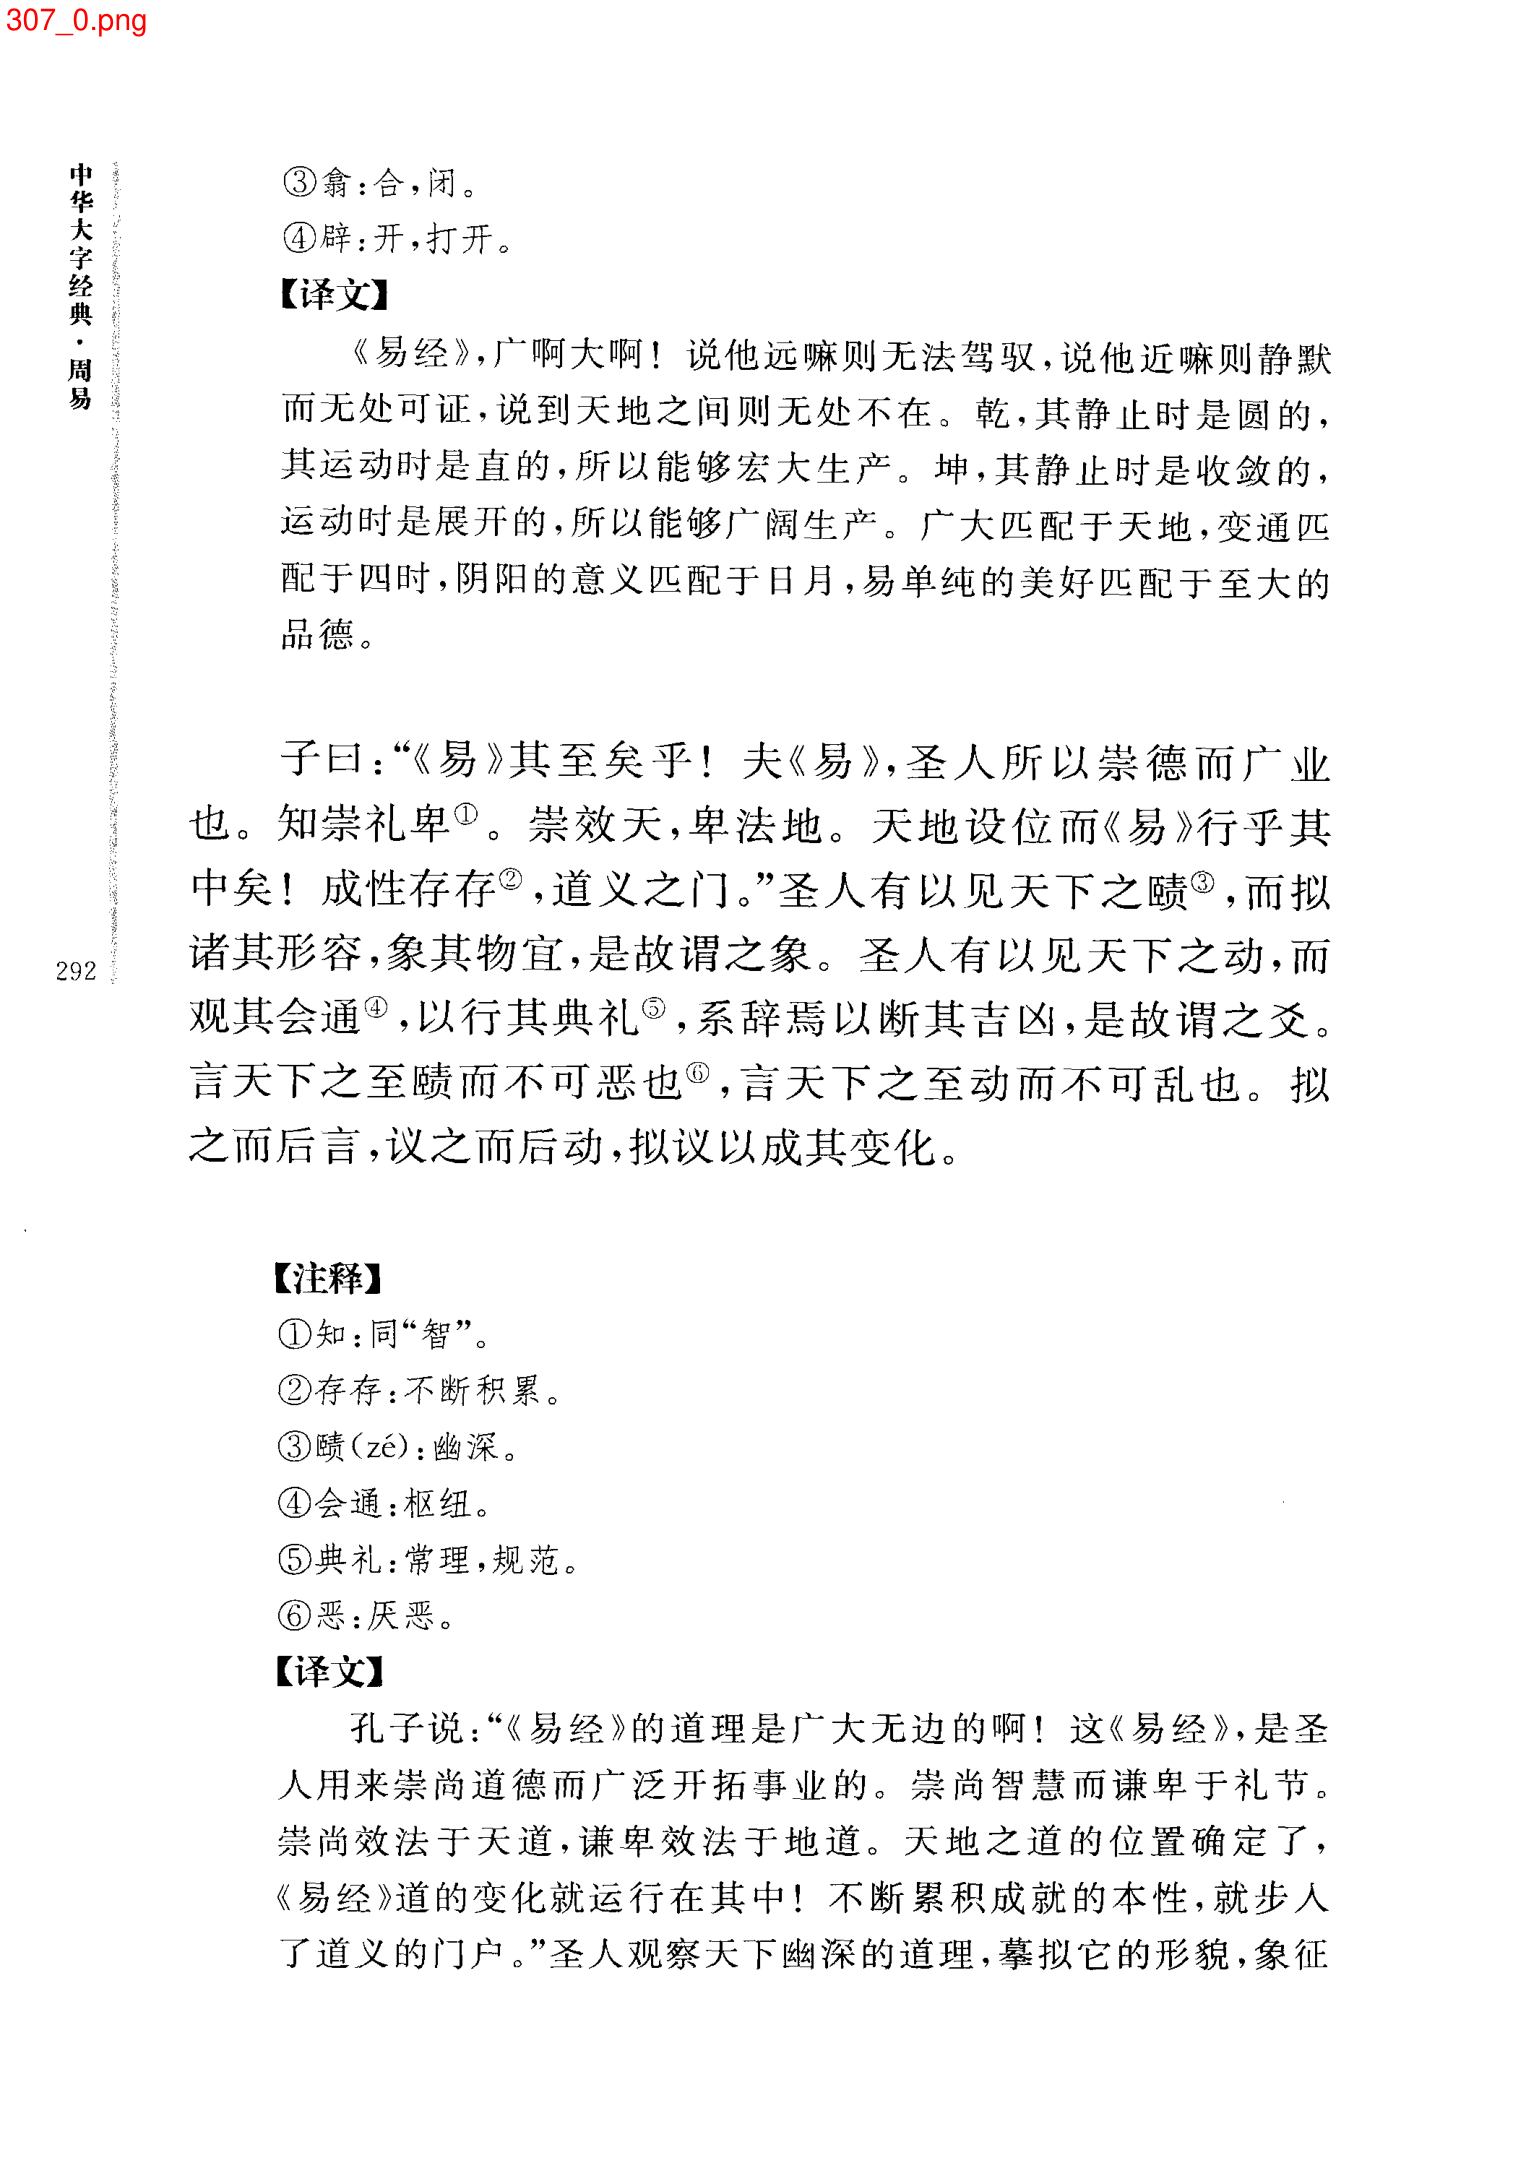 307_0.png
中华大字经典·周易
292
③翕:合,闭。
④辟:开,打开。
【译文】
《易经》,广啊大啊！说他远嘛则无法驾驭,说他近嘛则静默
而无处可证,说到天地之间则无处不在。乾,其静止时是圆的,
其运动时是直的,所以能够宏大生产。坤,其静止时是收敛的,
运动时是展开的,所以能够广阔生产。广大匹配于天地,变通匹
配于四时,阴阳的意义匹配于日月,易单纯的美好匹配于至大的
品德。
子曰:“《易》其至矣乎！夫《易》,圣人所以崇德而广业
也。知崇礼卑①。崇效天,卑法地。天地设位而《易》行乎其
中矣！成性存存②,道义之门。”圣人有以见天下之赜③,而拟
诸其形容,象其物宜,是故谓之象。圣人有以见天下之动,而
观其会通④,以行其典礼⑤,系辞焉以断其吉凶,是故谓之爻。
言天下之至赜而不可恶也⑥,言天下之至动而不可乱也。拟
之而后言,议之而后动,拟议以成其变化。
【注释】
①知:同“智”。
②存存:不断积累。
③赜(zé):幽深。
④会通:枢纽。
⑤典礼:常理,规范。
⑥恶:厌恶。
【译文】
孔子说:“《易经》的道理是广大无边的啊！这《易经》,是圣
人用来崇尚道德而广泛开拓事业的。崇尚智慧而谦卑于礼节。
崇尚效法于天道,谦卑效法于地道。天地之道的位置确定了,
《易经》道的变化就运行在其中！不断累积成就的本性,就步入
了道义的门户。”圣人观察天下幽深的道理,摹拟它的形貌,象征